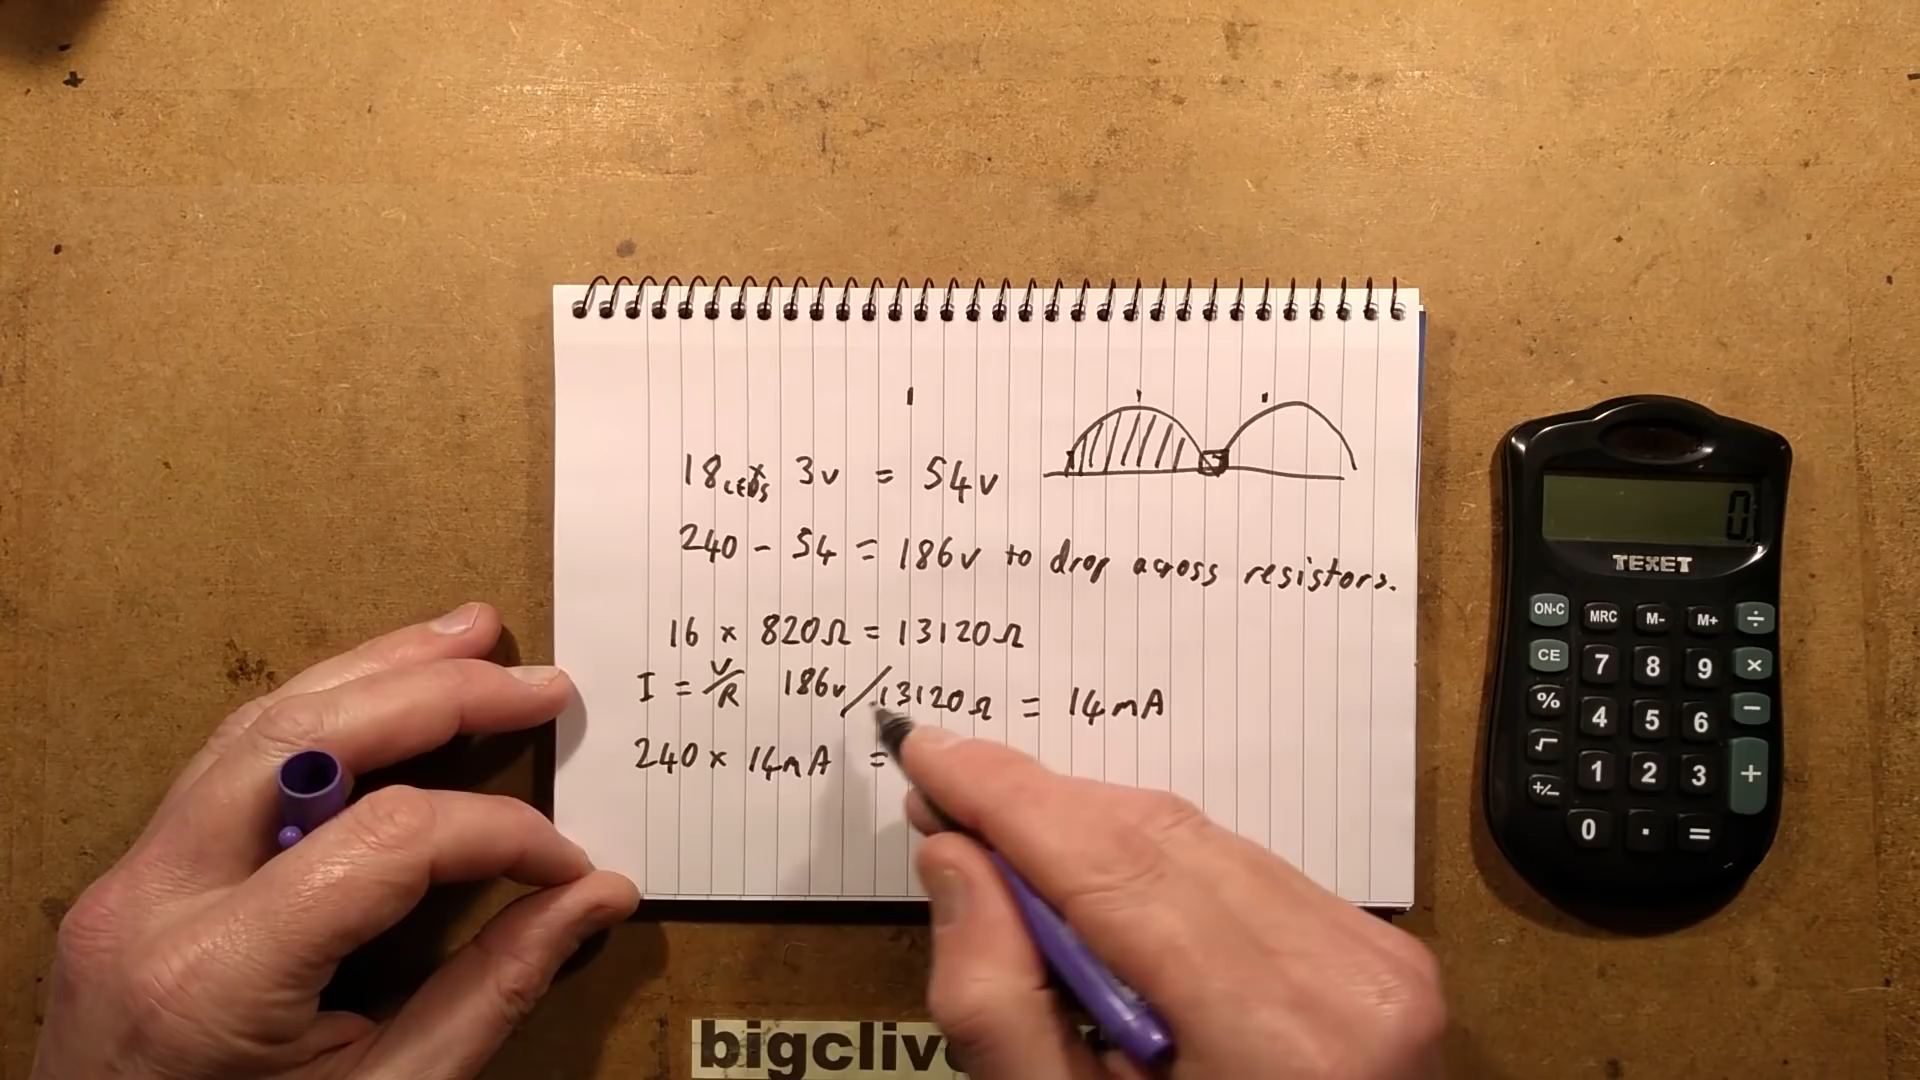 18 LEDs x 3v = 54v
240 - 54 = 186v to drop across resistors.
16 x 820Ω = 13120Ω
I = V/R 186v/13120Ω = 14mA
240 x 14mA =
0.
TEXET
ON·C MRC M- M+ ÷
CE 7 8 9 ×
% 4 5 6 −
√ 1 2 3 +
+/− 0 · =
bigclive